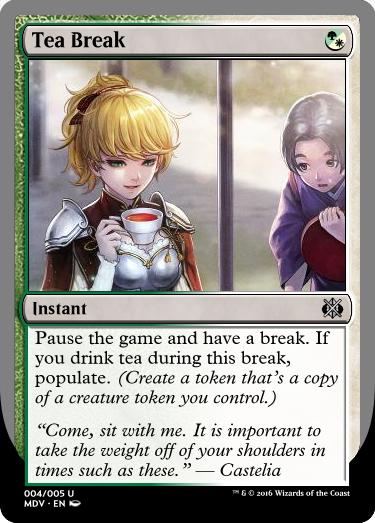 Tea Break
Instant
Pause the game and have a break. If
you drink tea during this break,
populate. (Create a token that's a copy
of a creature token you control.)
"Come, sit with me. It is important to
take the weight off of your shoulders in
times such as these." — Castelia
004/005 U
MDV • EN
™ & © 2016 Wizards of the Coast